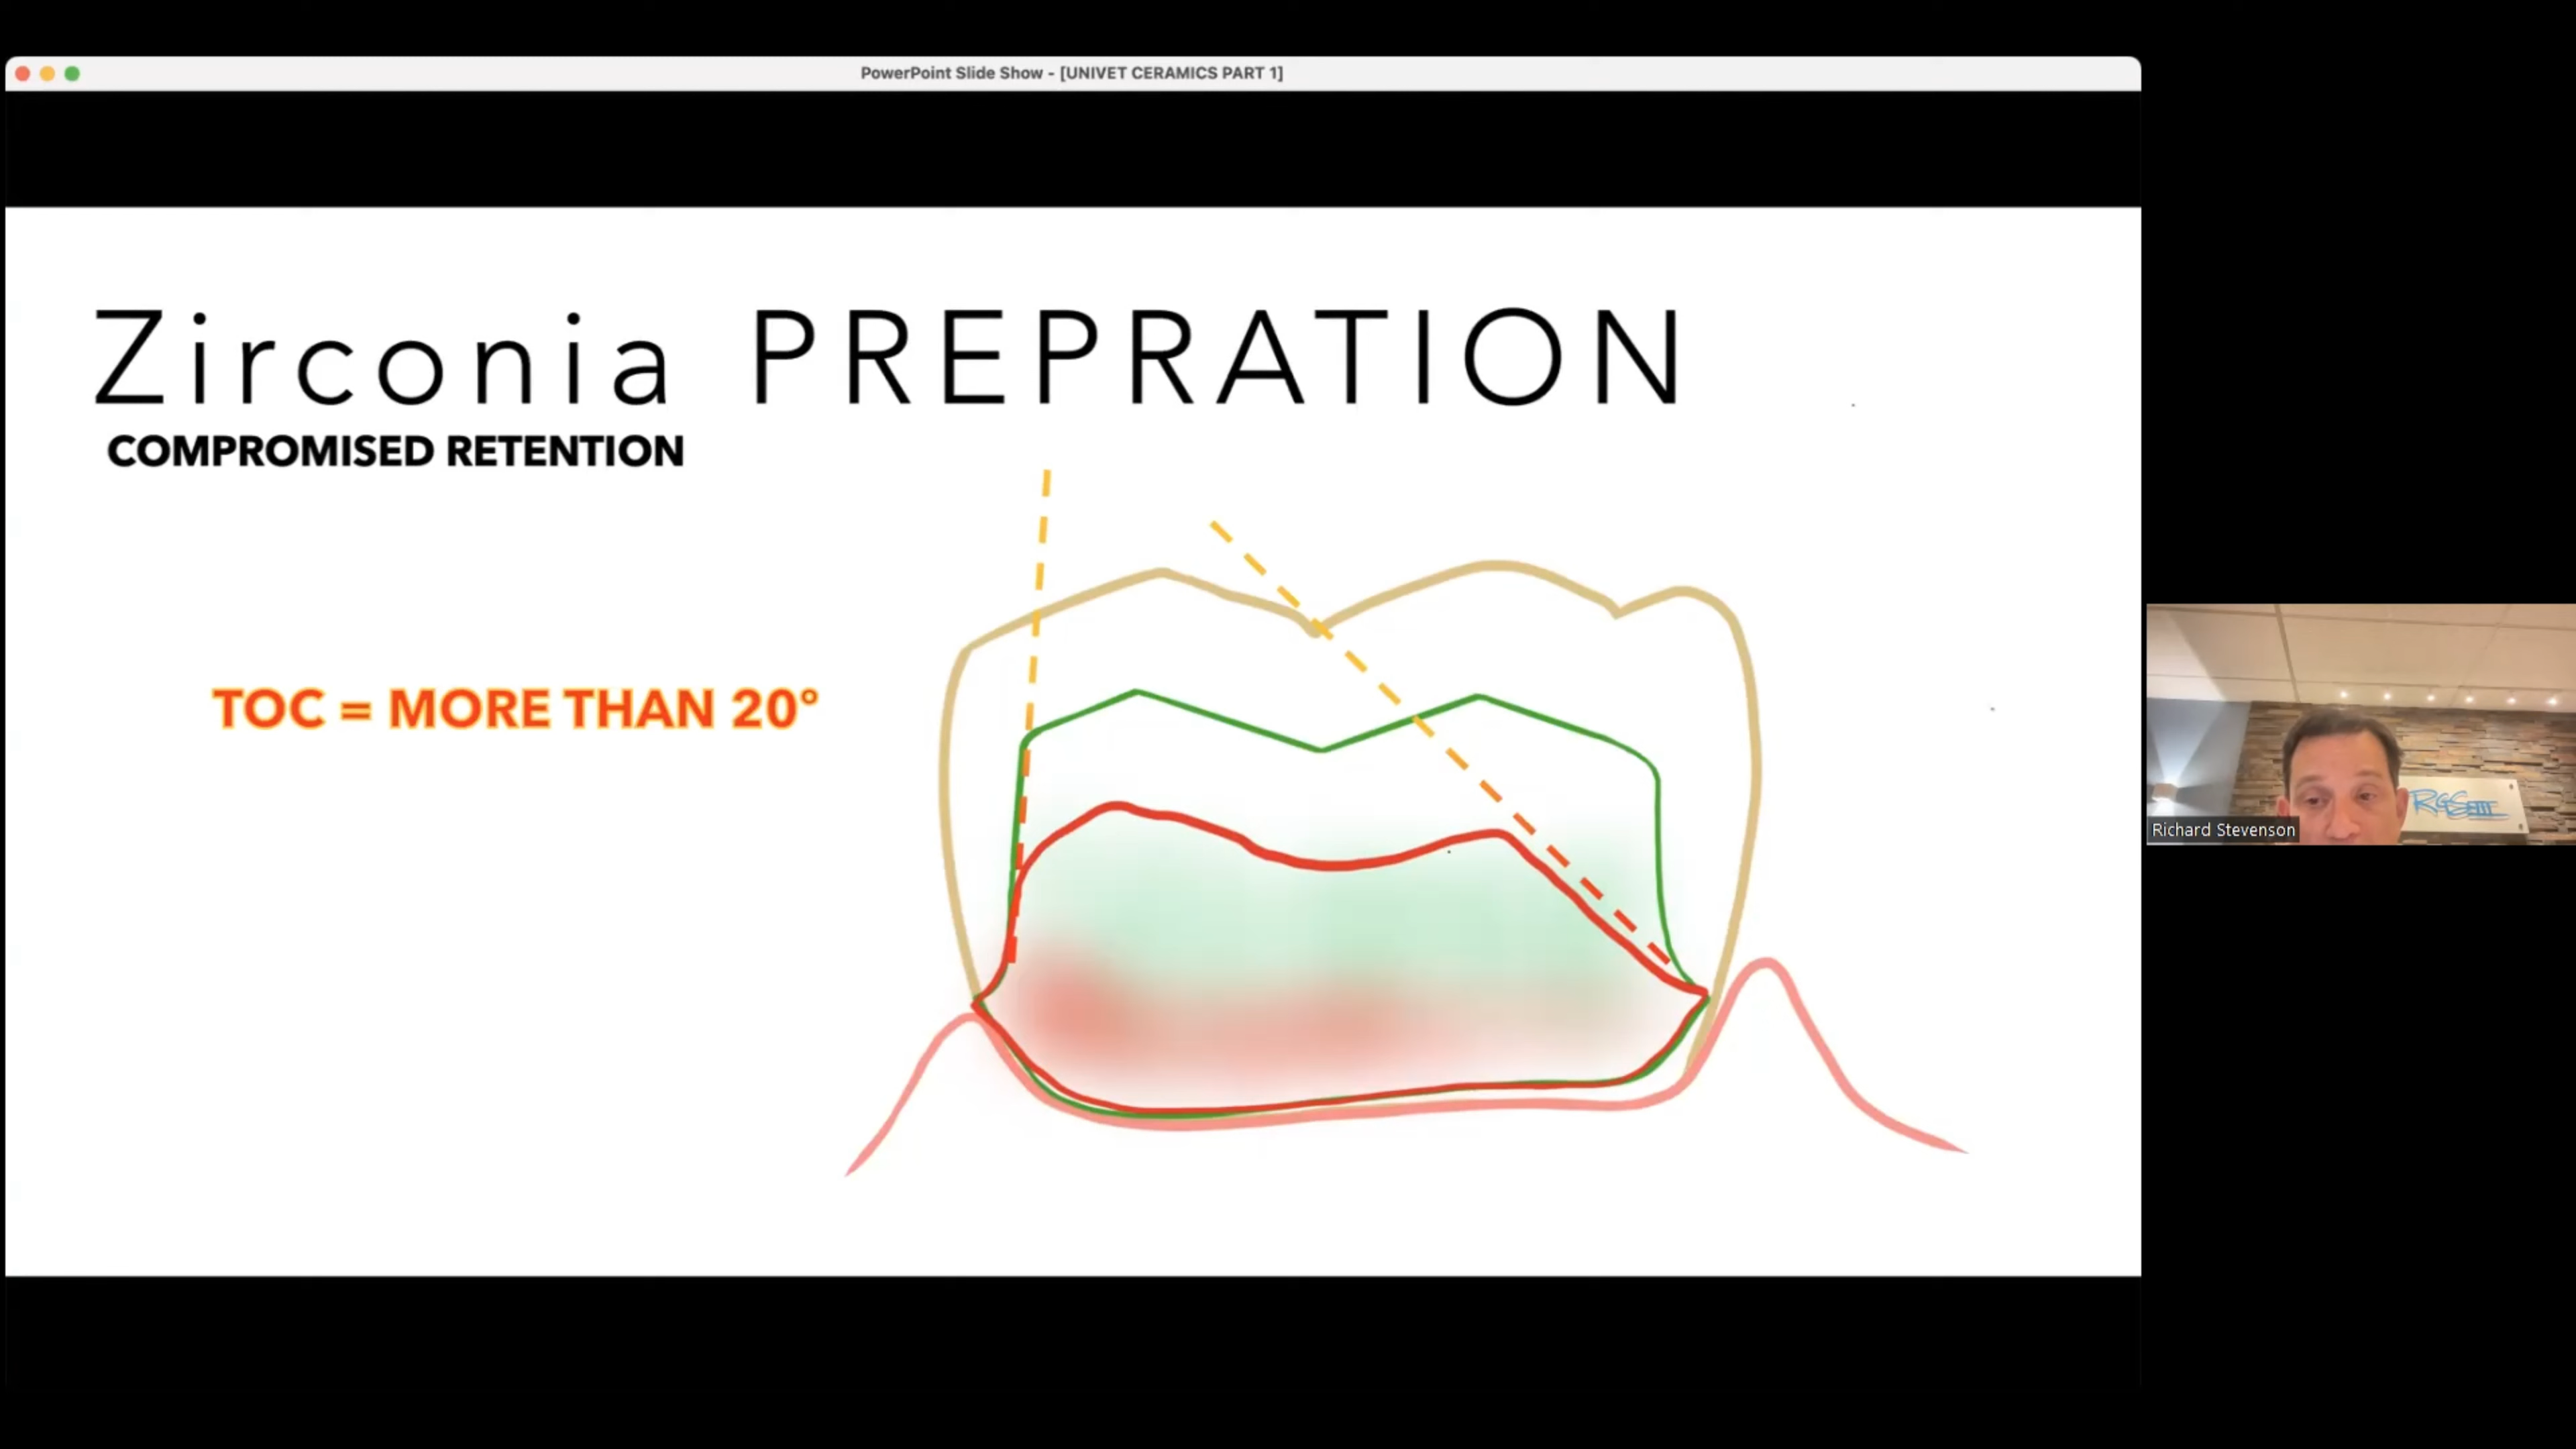 PowerPoint Slide Show - [UNIVET CERAMICS PART 1]
Zirconia PREPRATION
COMPROMISED RETENTION
TOC = MORE THAN 20°
Richard Stevenson